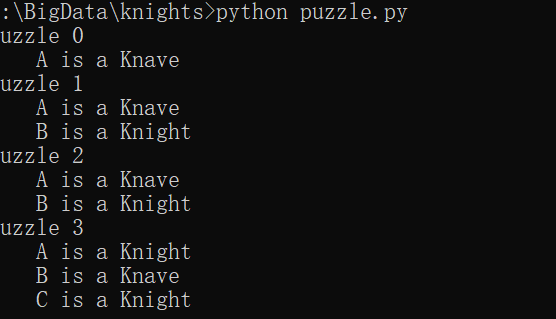 :\BigData\knights>python puzzle.py
uzzle 0
A is a Knave
uzzle 1
A is a Knave
B is a Knight
uzzle 2
A is a Knave
B is a Knight
uzzle 3
A is a Knight
B is a Knave
C is a Knight